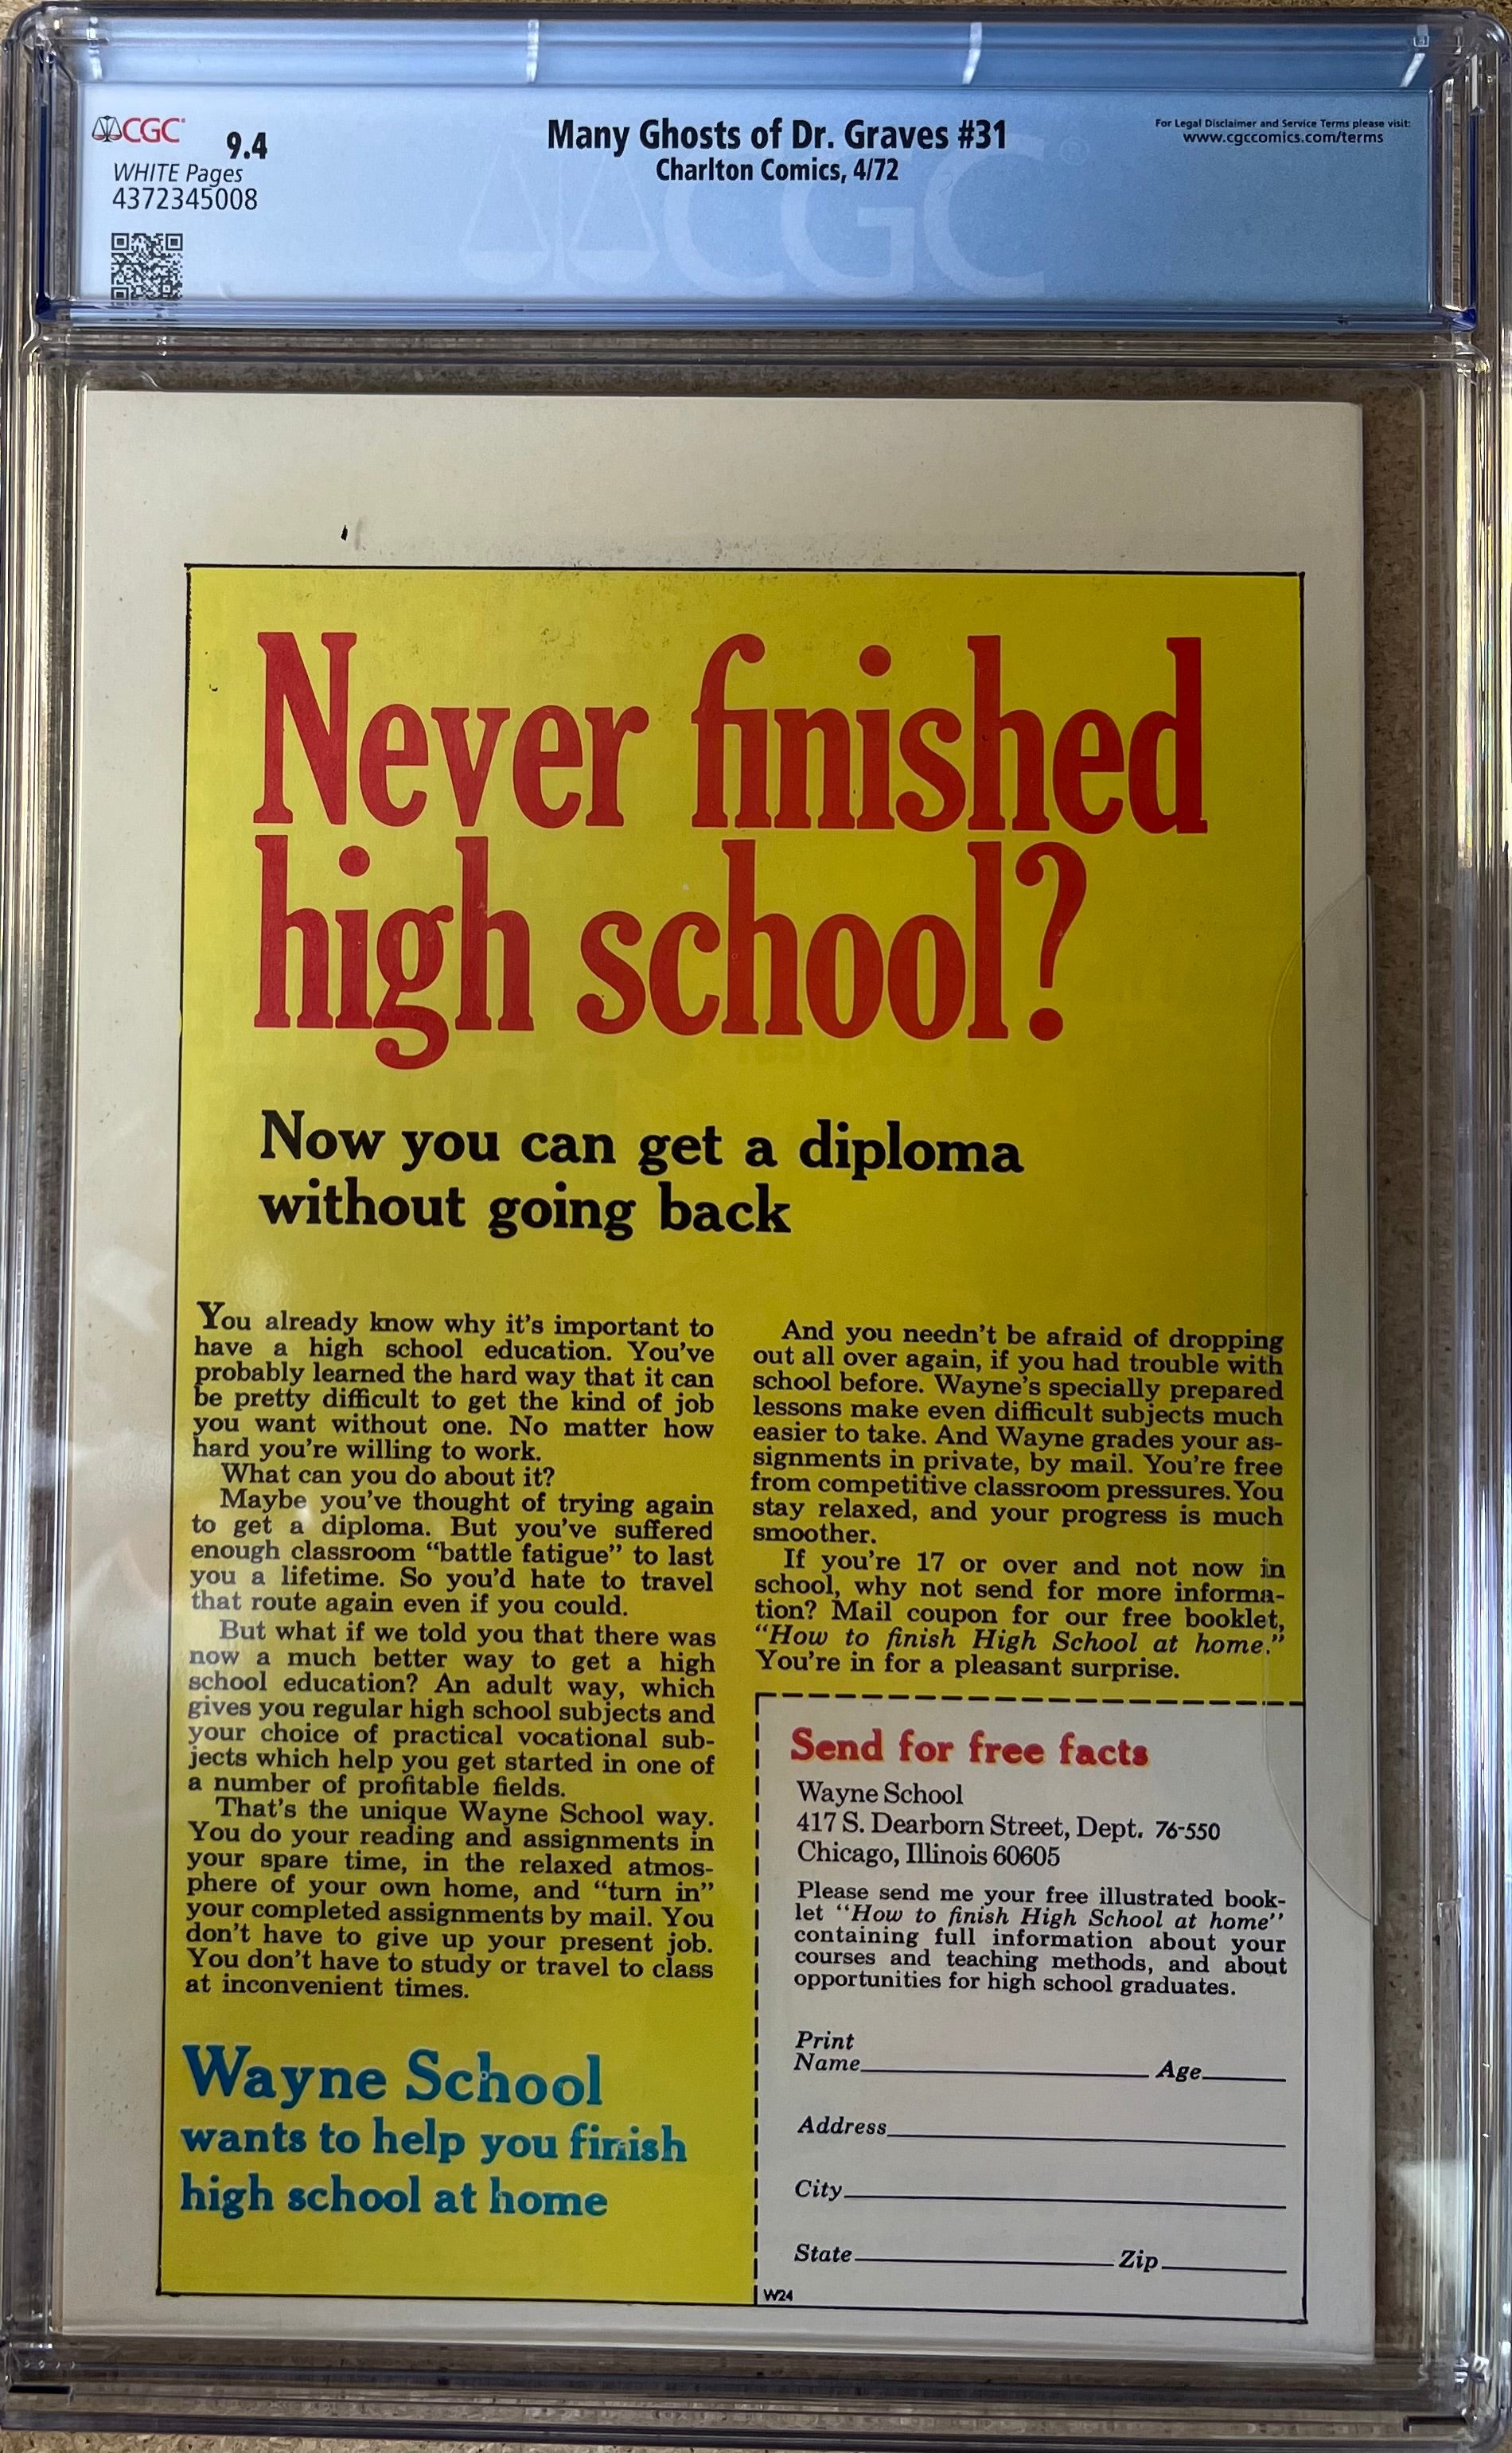 CGC
9.4
WHITE Pages
4372345008
Many Ghosts of Dr. Graves #31
Charlton Comics, 4/72
For Legal Disclaimer and Service Terms please visit:
www.cgccomics.com/terms
CGC
Never finished
high school?
Now you can get a diploma
without going back
You already know why it's important to
have a high school education. You've
probably learned the hard way that it can
be pretty difficult to get the kind of job
you want without one. No matter how
hard you're willing to work.
What can you do about it?
Maybe you've thought of trying again
to get a diploma. But you've suffered
enough classroom “battle fatigue” to last
you a lifetime. So you'd hate to travel
that route again even if you could.
But what if we told you that there was
now a much better way to get a high
school education? An adult way, which
gives you regular high school subjects and
your choice of practical vocational sub-
jects which help you get started in one of
a number of profitable fields.
That's the unique Wayne School way.
You do your reading and assignments in
your spare time, in the relaxed atmos-
phere of your own home, and “turn in”
your completed assignments by mail. You
don't have to give up your present job.
You don't have to study or travel to class
at inconvenient times.
Wayne School
wants to help you finish
high school at home
And you needn't be afraid of dropping
out all over again, if you had trouble with
school before. Wayne's specially prepared
lessons make even difficult subjects much
easier to take. And Wayne grades your as-
signments in private, by mail. You're free
from competitive classroom pressures. You
stay relaxed, and your progress is much
smoother.
If you're 17 or over and not now in
school, why not send for more informa-
tion? Mail coupon for our free booklet,
“How to finish High School at home.”
You're in for a pleasant surprise.
Send for free facts
Wayne School
417 S. Dearborn Street, Dept. 76-550
Chicago, Illinois 60605
Please send me your free illustrated book-
let “How to finish High School at home”
containing full information about your
courses and teaching methods, and about
opportunities for high school graduates.
Print
Name Age
Address
City
State Zip
W24